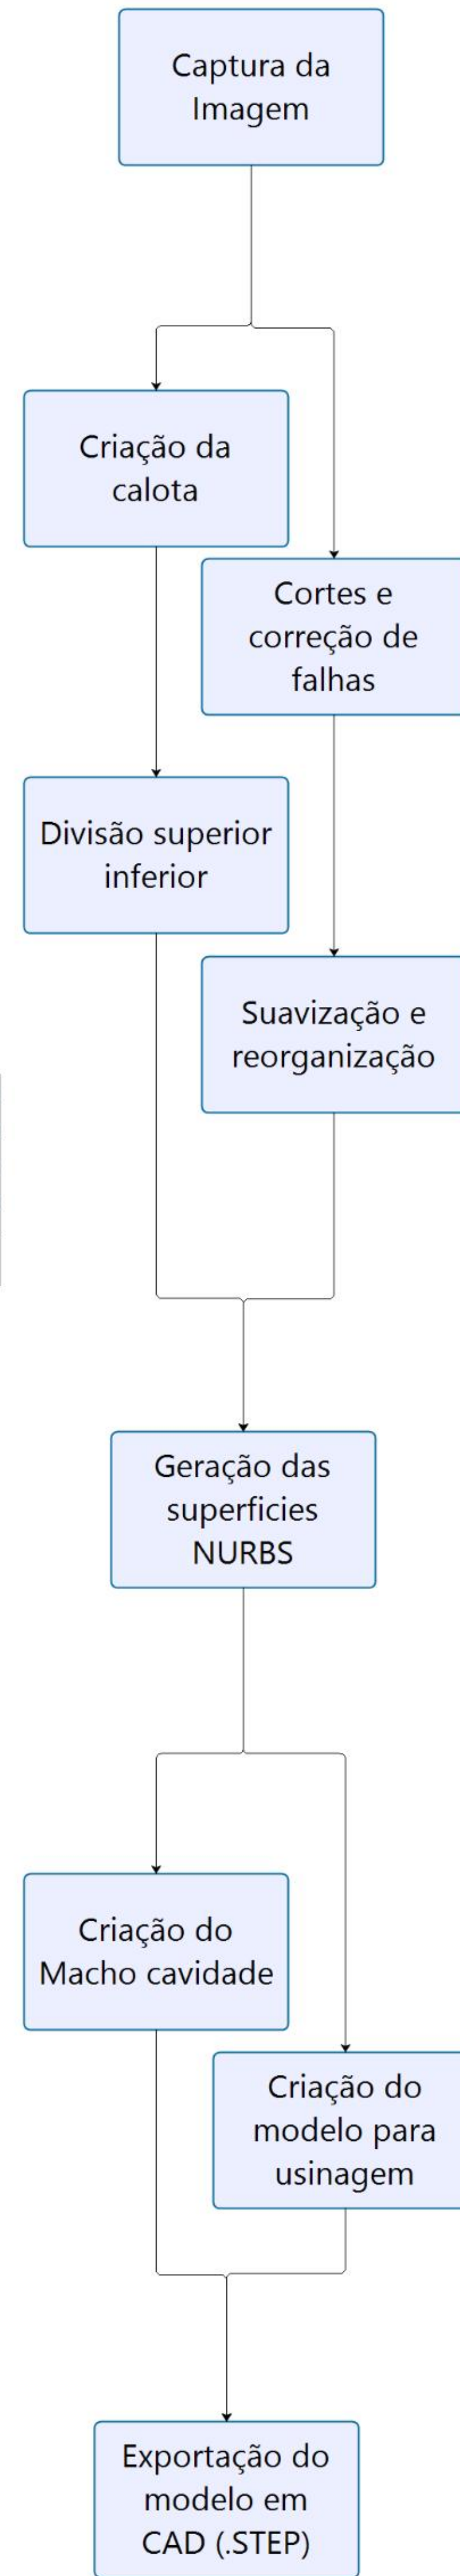 Captura da
Imagem
Criação da
calota
Cortes e
correção de
falhas
Divisão superior
inferior
Suavização e
reorganização
Geração das
superficies
NURBS
Criação do
Macho cavidade
Criação do
modelo para
usinagem
Exportação do
modelo em
CAD (.STEP)